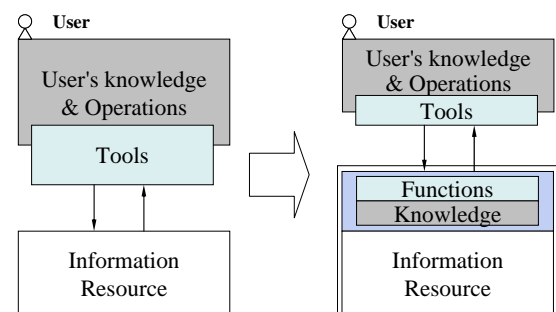 User
User's knowledge
& Operations
Tools
Information
Resource
User
User's knowledge
& Operations
Tools
Functions
Knowledge
Information
Resource